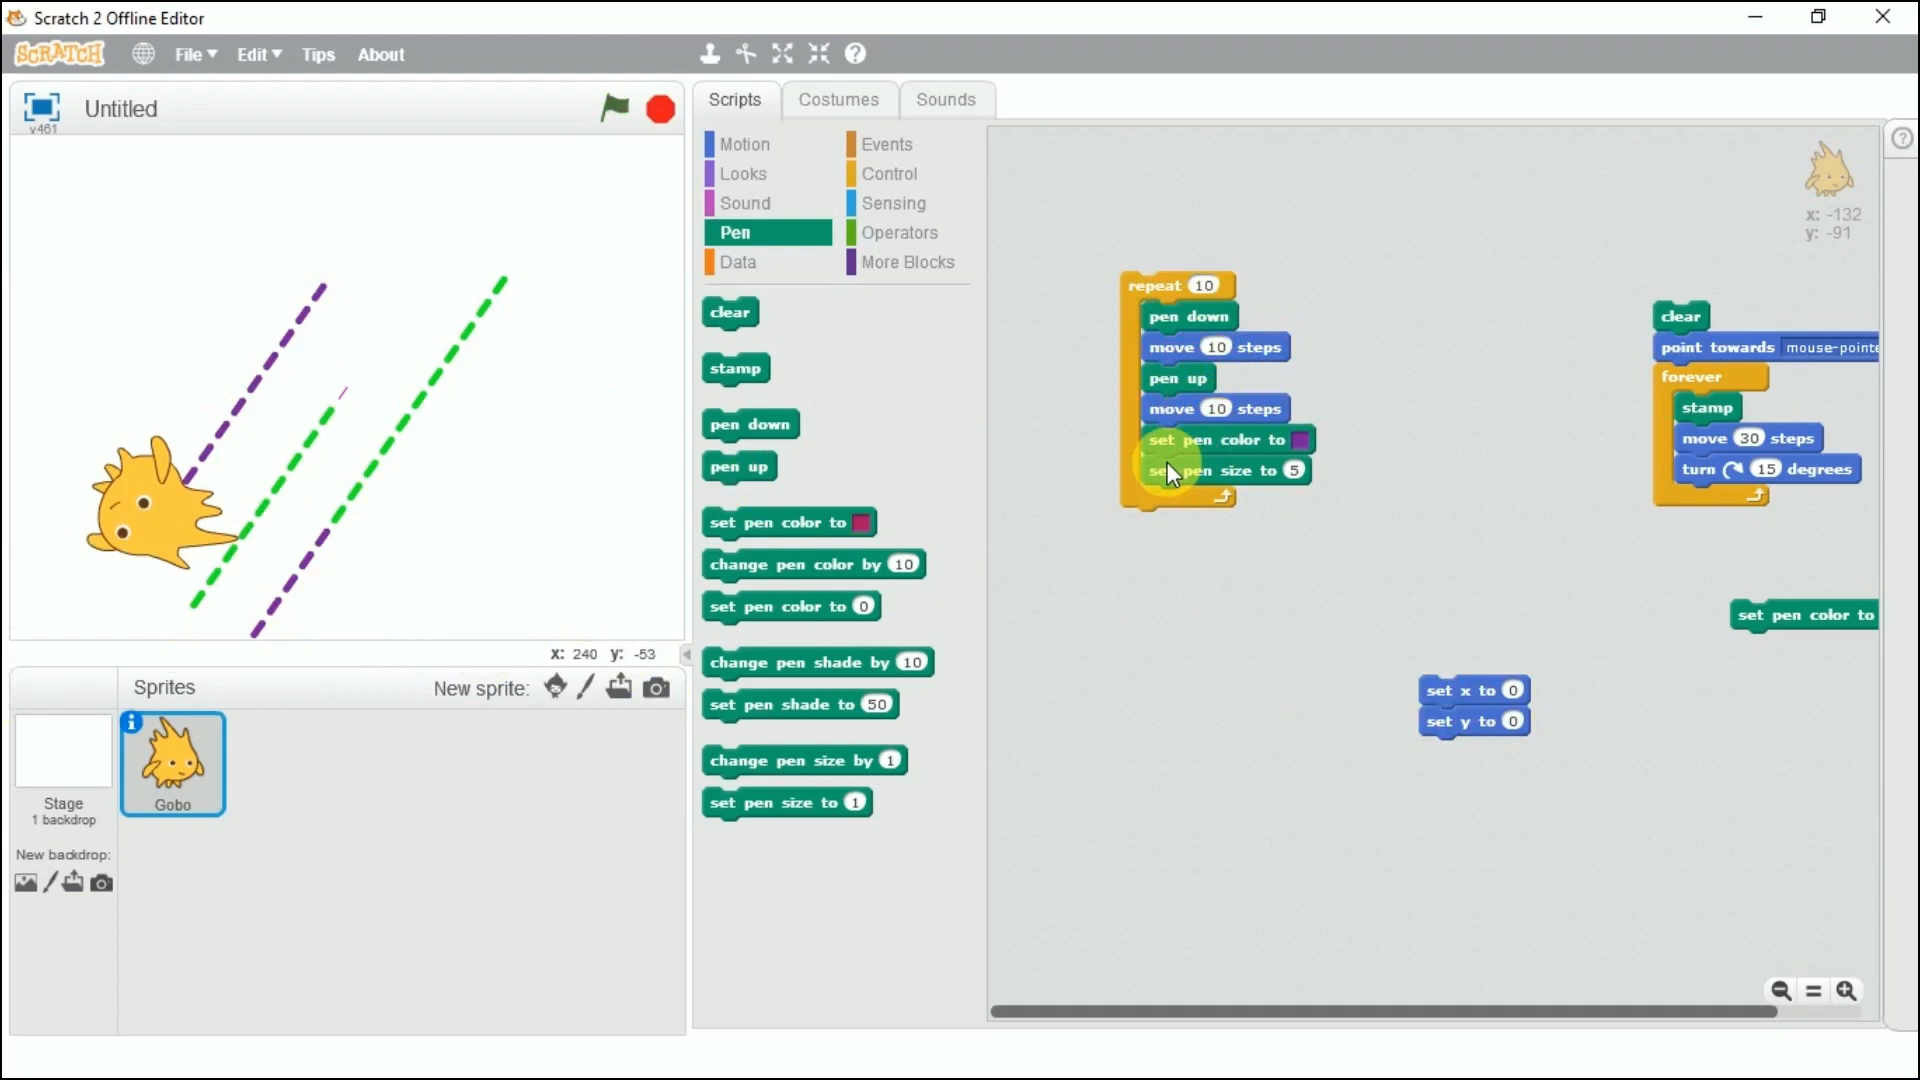 Scratch 2 Offline Editor
SCRATCH File Edit Tips About
v461
Untitled
Scripts Costumes Sounds
Motion Events
Looks Control
Sound Sensing
Pen Operators
Data More Blocks
clear
stamp
pen down
pen up
set pen color to
change pen color by 10
set pen color to 0
change pen shade by 10
set pen shade to 50
change pen size by 1
set pen size to 1
x: -132
y: -91
repeat 10
pen down
move 10 steps
pen up
move 10 steps
set pen color to
set pen size to 5
clear
point towards mouse-pointe
forever
stamp
move 30 steps
turn 15 degrees
set pen color to
set x to 0
set y to 0
x: 240 y: -53
Sprites New sprite:
i
Gobo
Stage
1 backdrop
New backdrop: